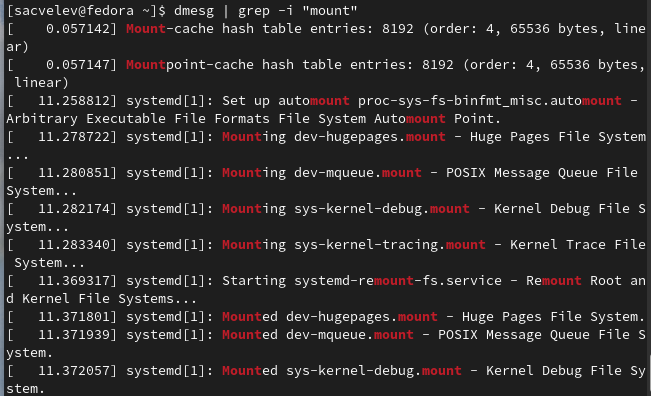 [sacvelev@fedora ~]$ dmesg | grep -i "mount"
[    0.057142] Mount-cache hash table entries: 8192 (order: 4, 65536 bytes, line
ar)
[    0.057147] Mountpoint-cache hash table entries: 8192 (order: 4, 65536 bytes,
 linear)
[   11.258812] systemd[1]: Set up automount proc-sys-fs-binfmt_misc.automount -
Arbitrary Executable File Formats File System Automount Point.
[   11.278722] systemd[1]: Mounting dev-hugepages.mount - Huge Pages File System
...
[   11.280851] systemd[1]: Mounting dev-mqueue.mount - POSIX Message Queue File
System...
[   11.282174] systemd[1]: Mounting sys-kernel-debug.mount - Kernel Debug File S
ystem...
[   11.283340] systemd[1]: Mounting sys-kernel-tracing.mount - Kernel Trace File
 System...
[   11.369317] systemd[1]: Starting systemd-remount-fs.service - Remount Root an
d Kernel File Systems...
[   11.371801] systemd[1]: Mounted dev-hugepages.mount - Huge Pages File System.
[   11.371939] systemd[1]: Mounted dev-mqueue.mount - POSIX Message Queue File S
ystem.
[   11.372057] systemd[1]: Mounted sys-kernel-debug.mount - Kernel Debug File Sy
stem.